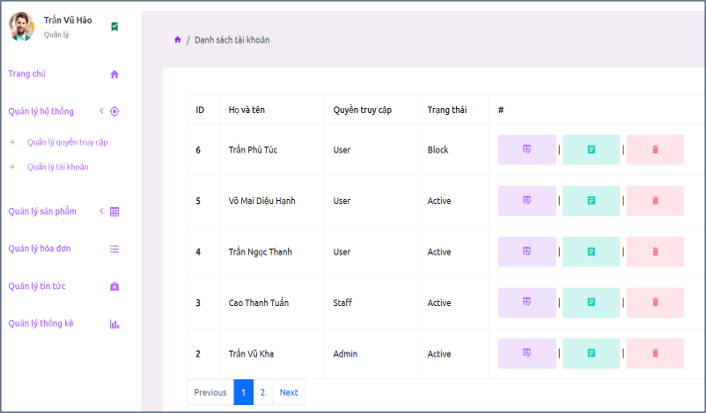 Trần Vũ Hào
Quản lý
Trang chủ
Quản lý hệ thống
Quản lý quyền truy cập
Quản lý tài khoản
Quản lý sản phẩm
Quản lý hóa đơn
Quản lý tin tức
Quản lý thống kê
/ Danh sách tài khoản
ID Họ và tên Quyền truy cập Trạng thái #
6 Trần Phú Túc User Block | |
5 Võ Mai Diệu Hạnh User Active | |
4 Trần Ngọc Thanh User Active | |
3 Cao Thanh Tuấn Staff Active | |
2 Trần Vũ Kha Admin Active | |
Previous 1 2 Next